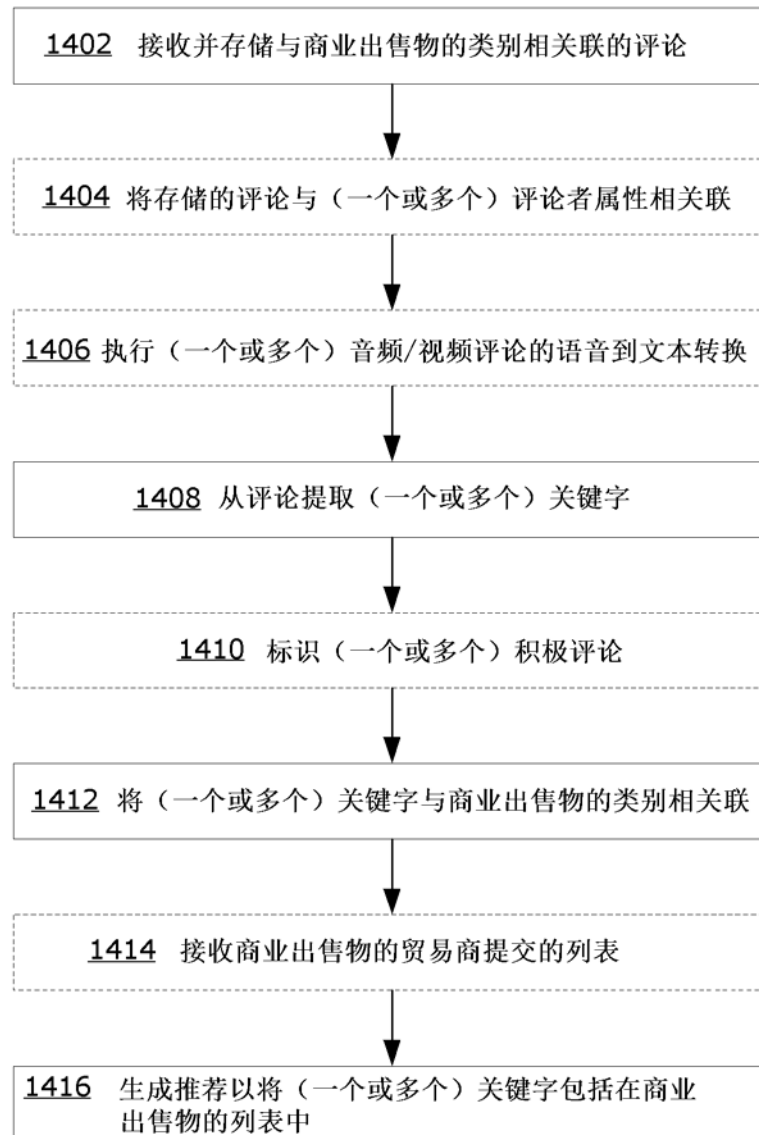 1402 接收并存储与商业出售物的类别相关联的评论
1404 将存储的评论与（一个或多个）评论者属性相关联
1406 执行（一个或多个）音频/视频评论的语音到文本转换
1408 从评论提取（一个或多个）关键字
1410 标识（一个或多个）积极评论
1412 将（一个或多个）关键字与商业出售物的类别相关联
1414 接收商业出售物的贸易商提交的列表
1416 生成推荐以将（一个或多个）关键字包括在商业
出售物的列表中